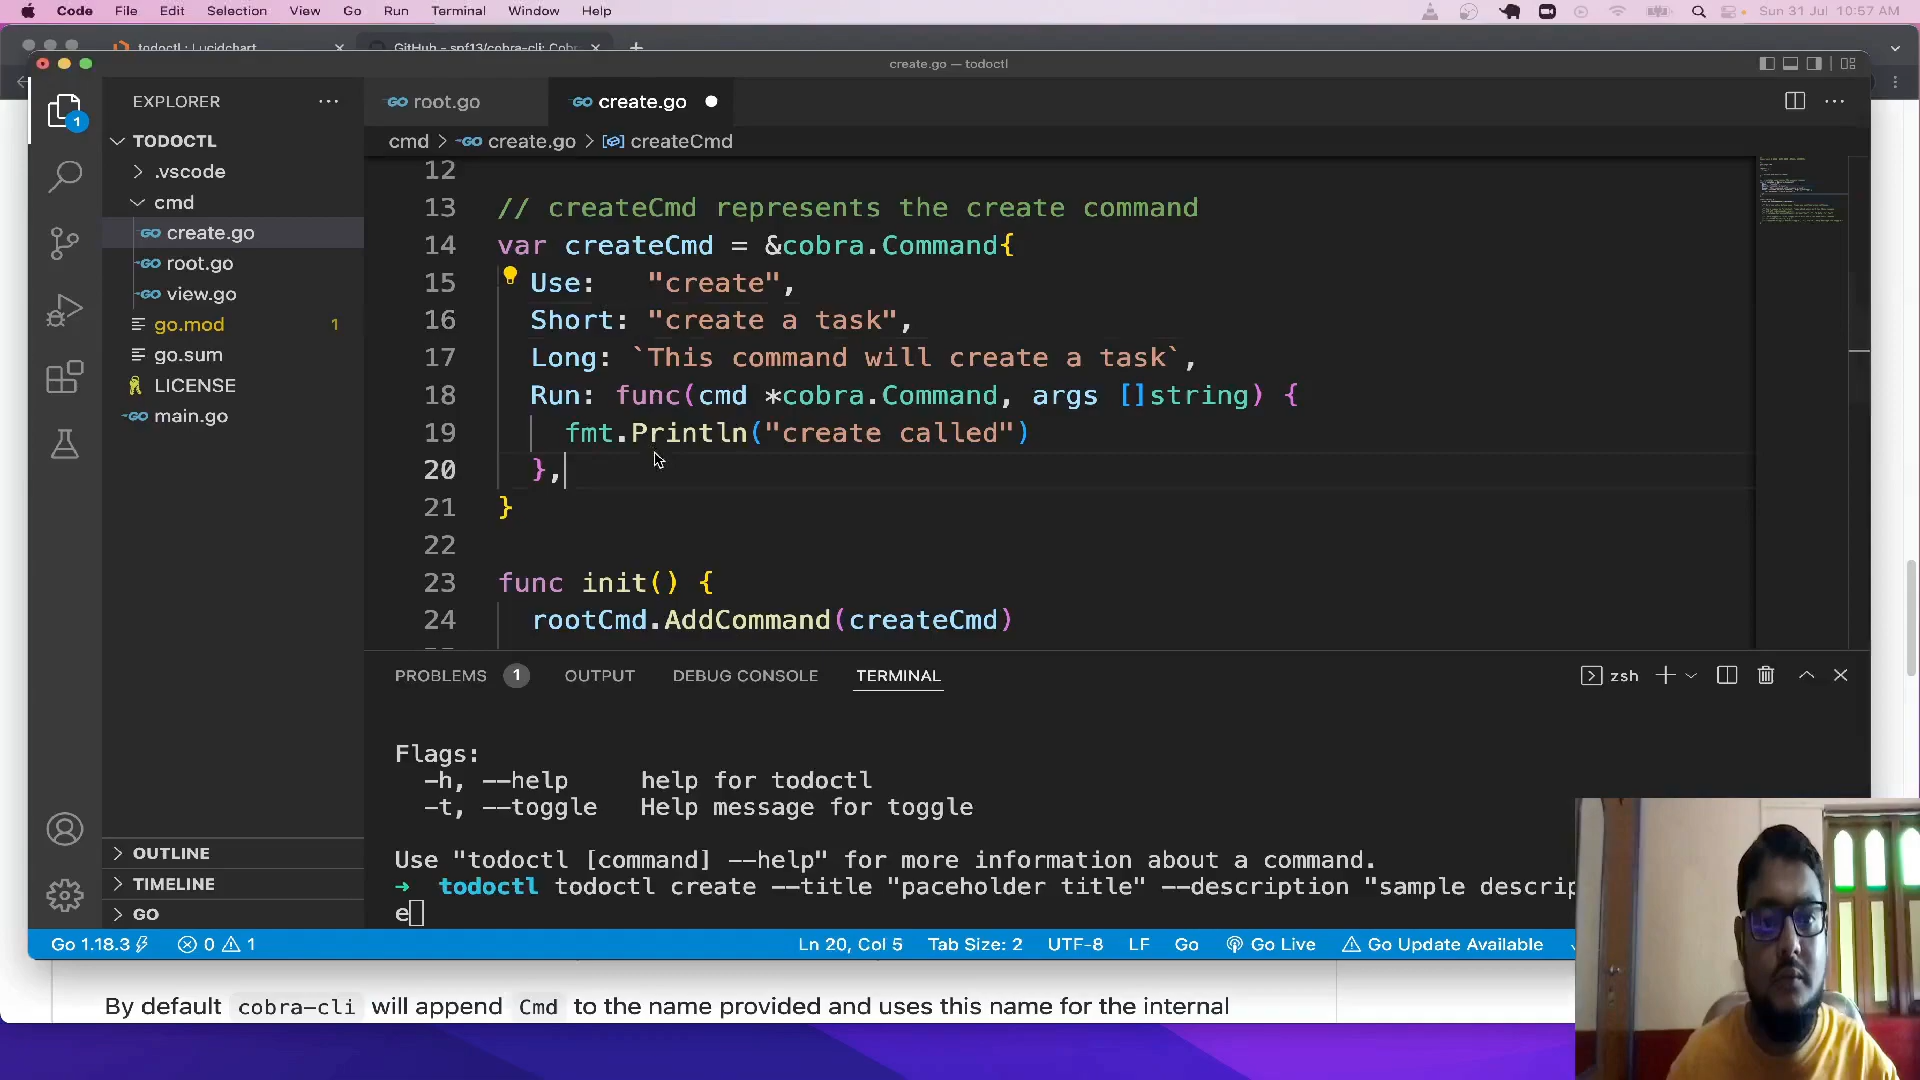 Code File Edit Selection View Go Run Terminal Window Help Sun 31 Jul 10:57 AM
todoctl : Lucidchart GitHub - spf13/cobra-cli: Cobr
create.go — todoctl
EXPLORER
root.go
create.go
1
TODOCTL
cmd > create.go > createCmd
.vscode
cmd
create.go
root.go
view.go
go.mod 1
go.sum
LICENSE
main.go
12
13 // createCmd represents the create command
14 var createCmd = &cobra.Command{
15 Use: "create",
16 Short: "create a task",
17 Long: `This command will create a task`,
18 Run: func(cmd *cobra.Command, args []string) {
19 fmt.Println("create called")
20 },
21 }
22
23 func init() {
24 rootCmd.AddCommand(createCmd)
PROBLEMS 1 OUTPUT DEBUG CONSOLE TERMINAL zsh
Flags:
-h, --help help for todoctl
-t, --toggle Help message for toggle
Use "todoctl [command] --help" for more information about a command.
➜ todoctl todoctl create --title "paceholder title" --description "sample descrip
e
OUTLINE
TIMELINE
GO
Go 1.18.3 0 1 Ln 20, Col 5 Tab Size: 2 UTF-8 LF Go Go Live Go Update Available
By default cobra-cli will append Cmd to the name provided and uses this name for the internal